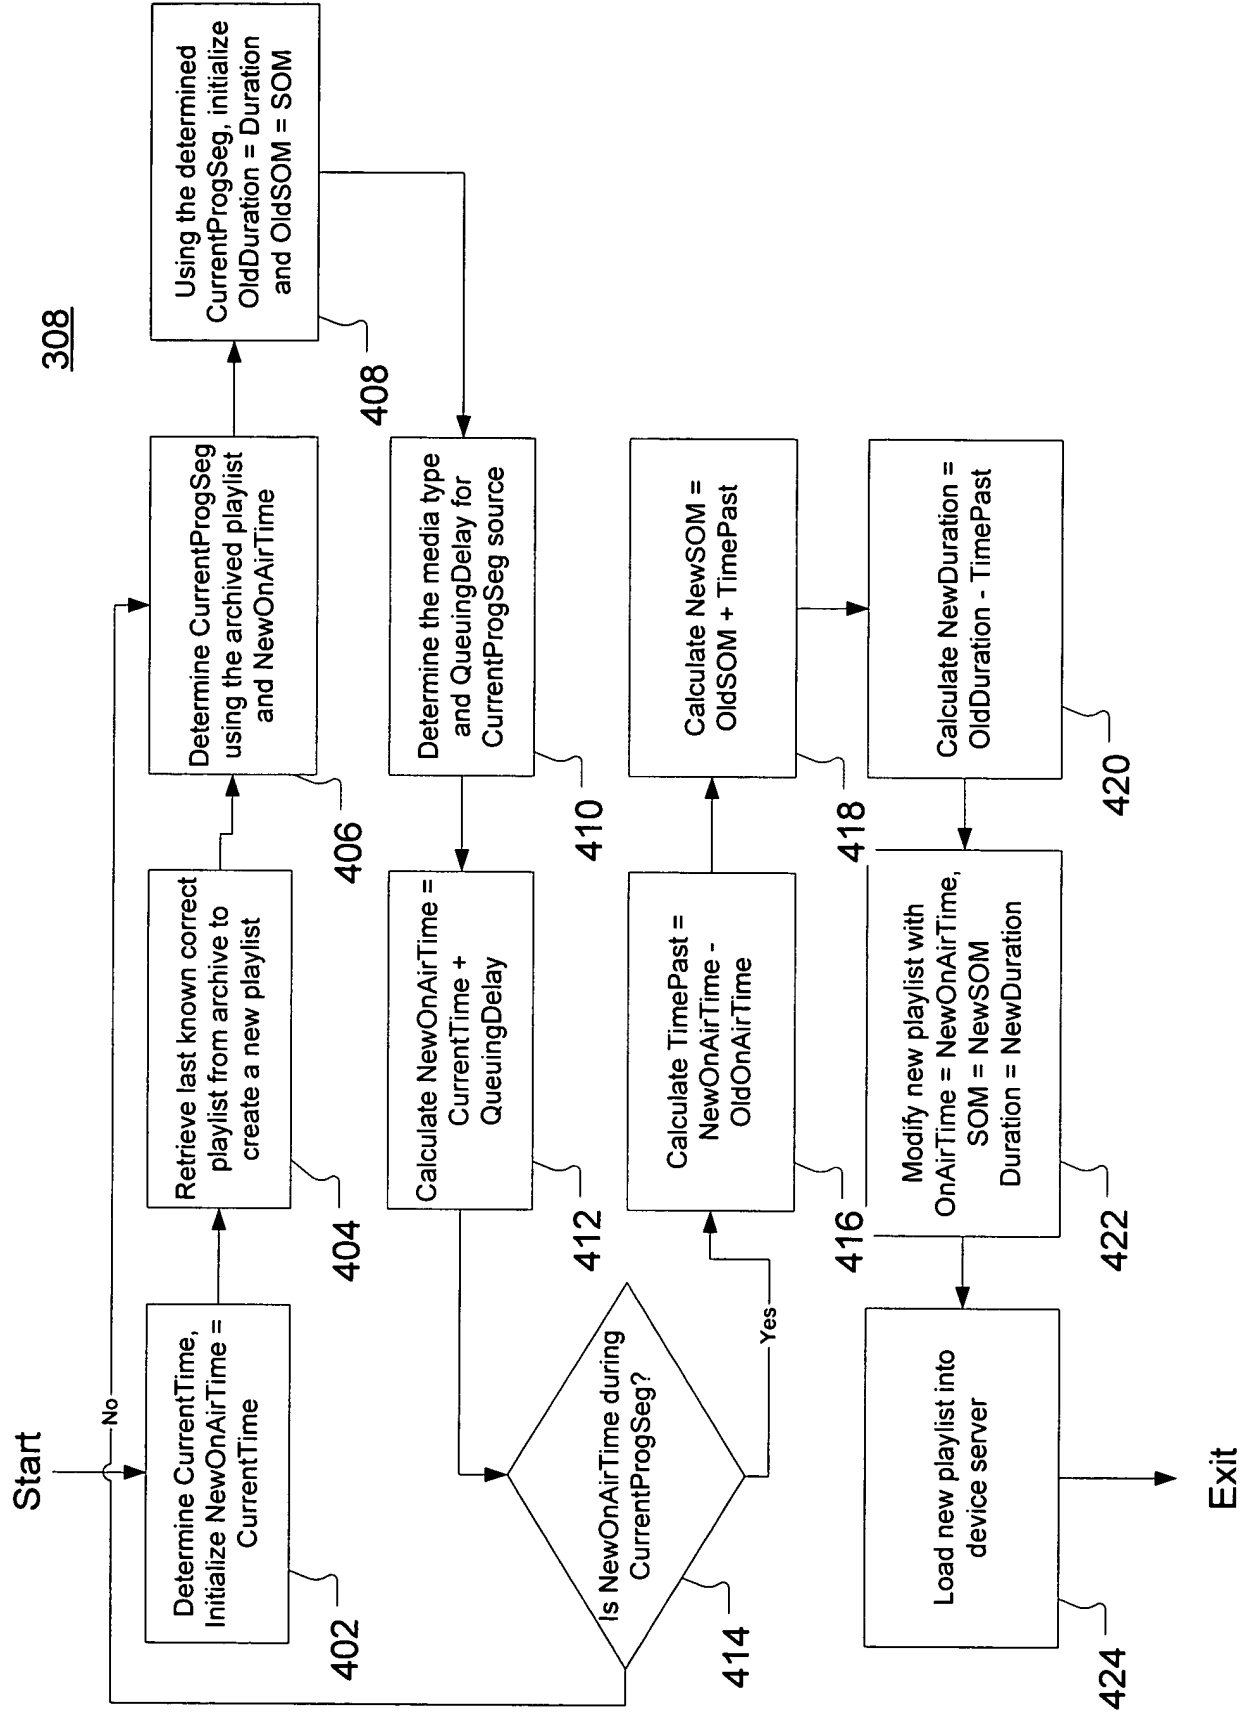 308
Start
Determine CurrentTime,
Initialize NewOnAirTime =
CurrentTime
402
Retrieve last known correct
playlist from archive to
create a new playlist
404
Determine CurrentProgSeg
using the archived playlist
and NewOnAirTime
406
Using the determined
CurrentProgSeg, initialize
OldDuration = Duration
and OldSOM = SOM
408
Determine the media type
and QueuingDelay for
CurrentProgSeg source
410
Calculate NewOnAirTime =
CurrentTime +
QueuingDelay
412
Is NewOnAirTime during
CurrentProgSeg?
414
No
Yes
Calculate TimePast =
NewOnAirTime -
OldOnAirTime
416
Calculate NewSOM =
OldSOM + TimePast
418
Calculate NewDuration =
OldDuration - TimePast
420
Modify new playlist with
OnAirTime = NewOnAirTime,
SOM = NewSOM
Duration = NewDuration
422
Load new playlist into
device server
424
Exit